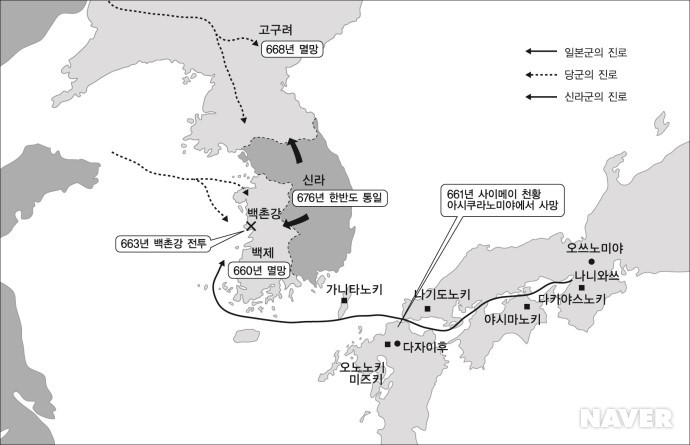 고구려
668년 멸망
일본군의 진로
당군의 진로
신라군의 진로
신라
676년 한반도 통일
661년 사이메이 천황
아시쿠라노미야에서 사망
백촌강
663년 백촌강 전투
백제
660년 멸망
오쓰노미야
나니와쓰
다카야스노키
가니타노키
나기도노키
야시마노키
다자이후
오노노키
미즈키
NAVER